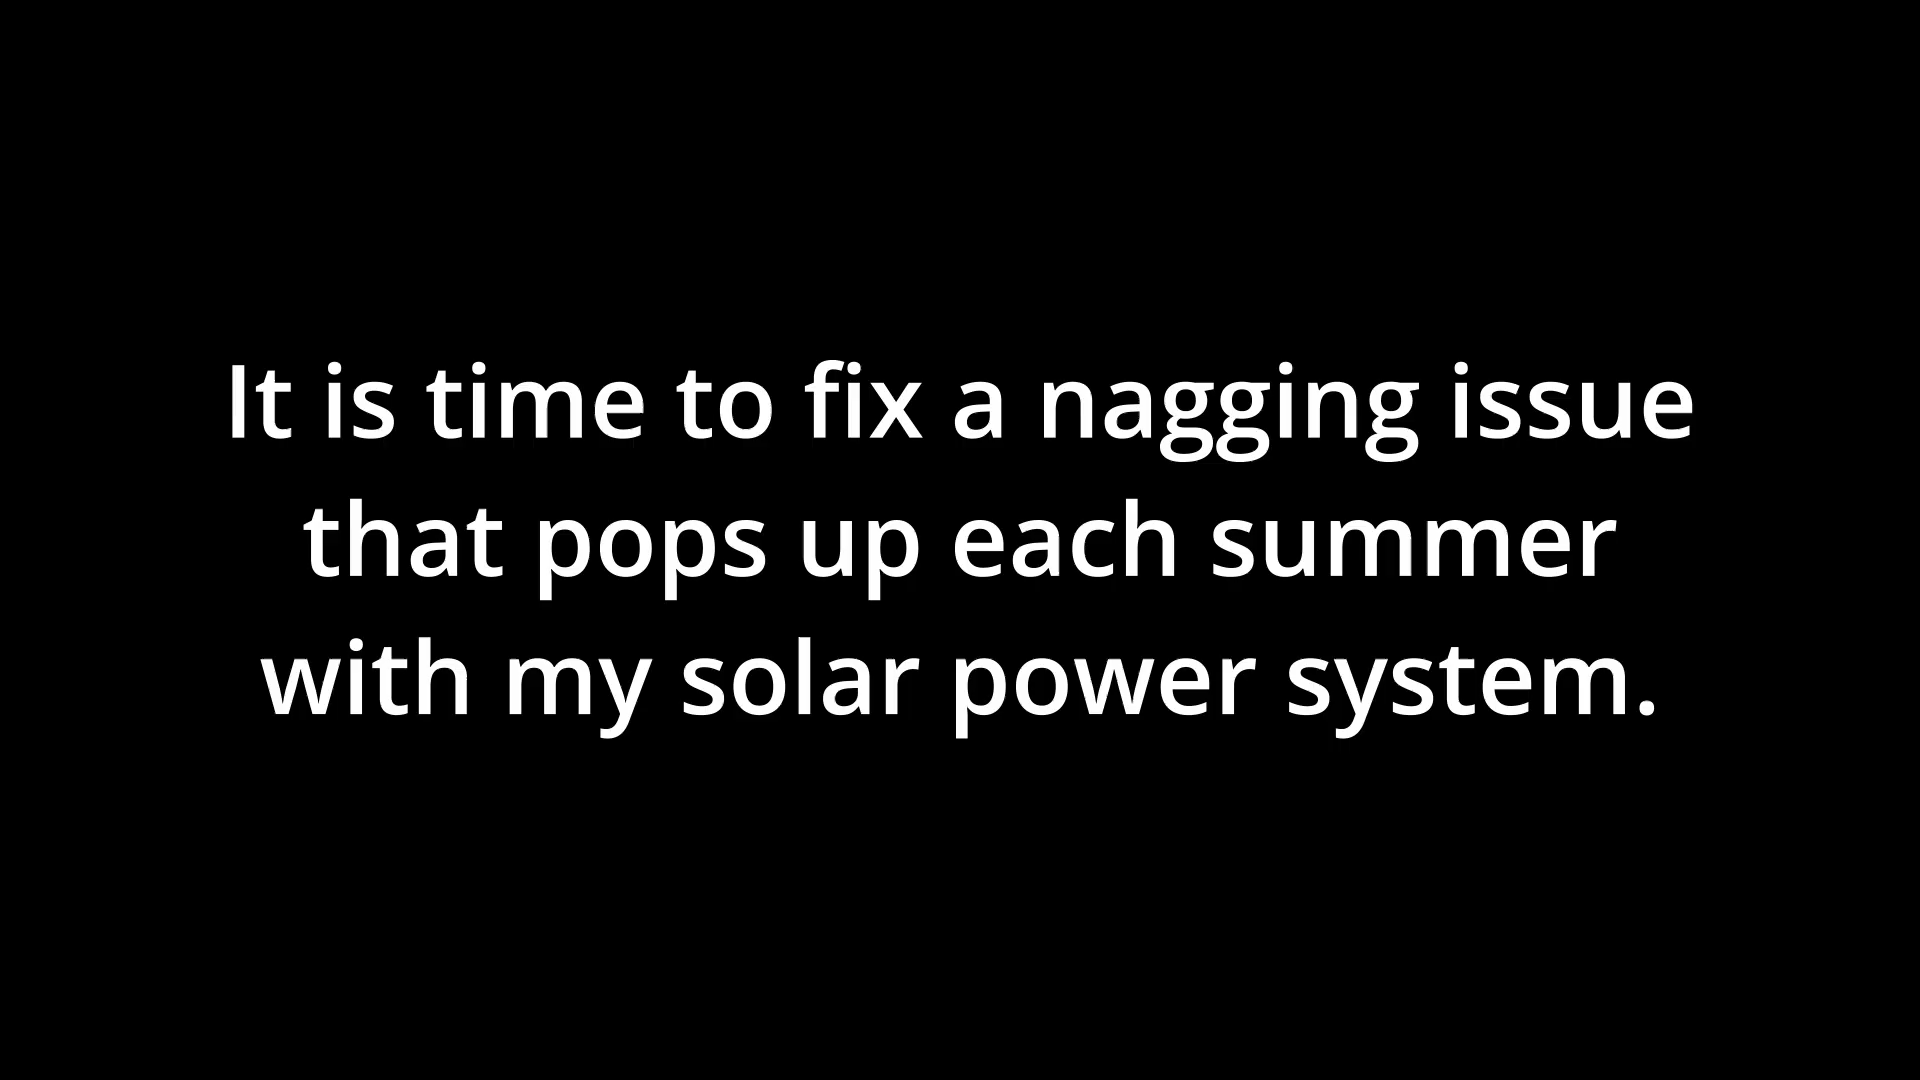 It is time to fix a nagging issue
that pops up each summer
with my solar power system.